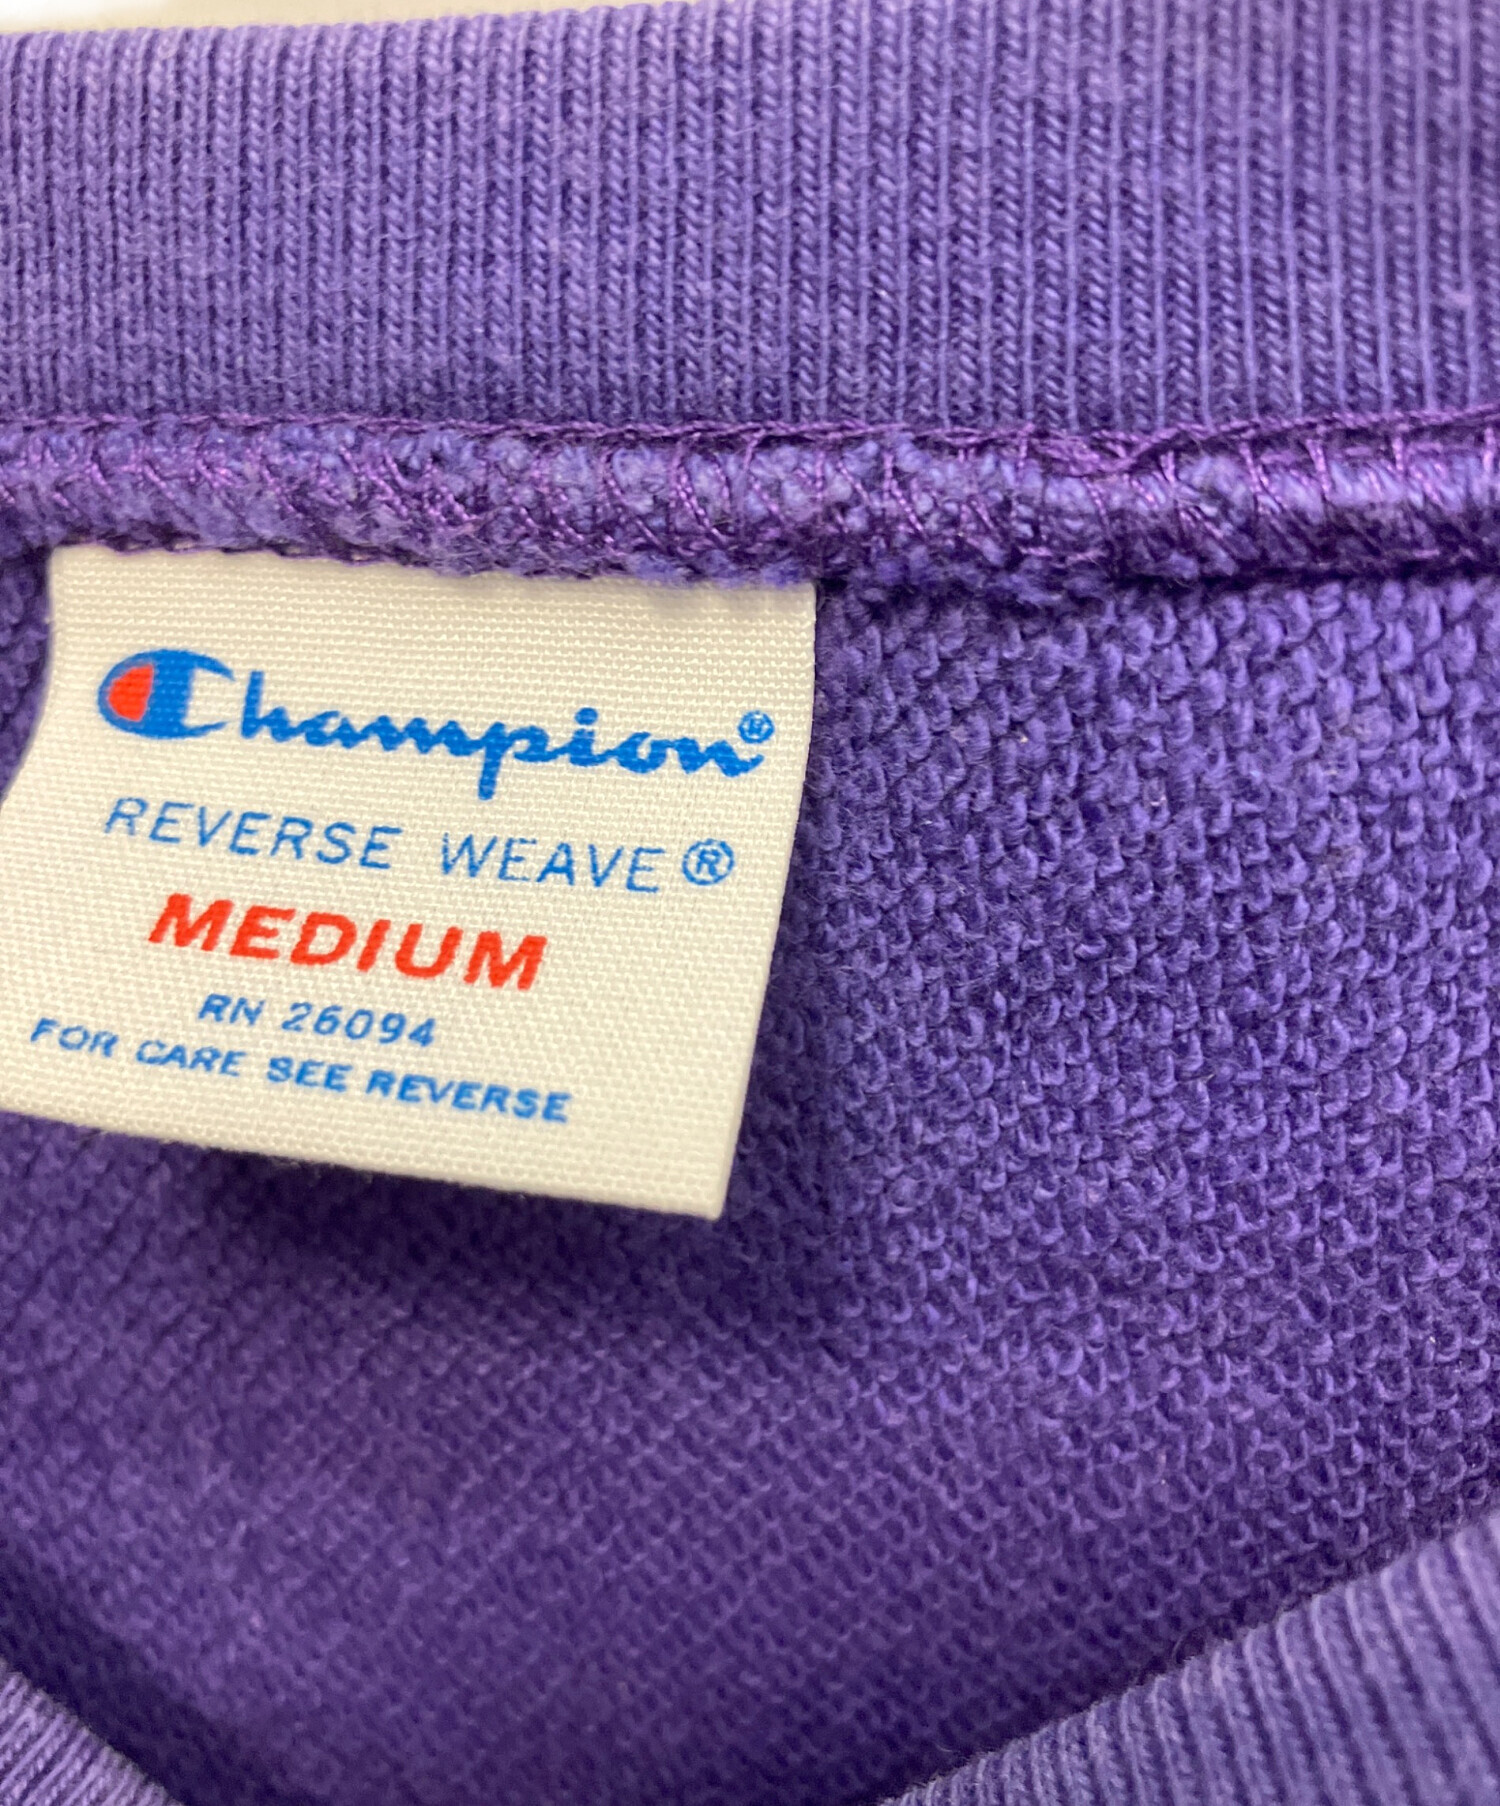 Champion®
REVERSE WEAVE®
MEDIUM
RN 26094
FOR CARE SEE REVERSE